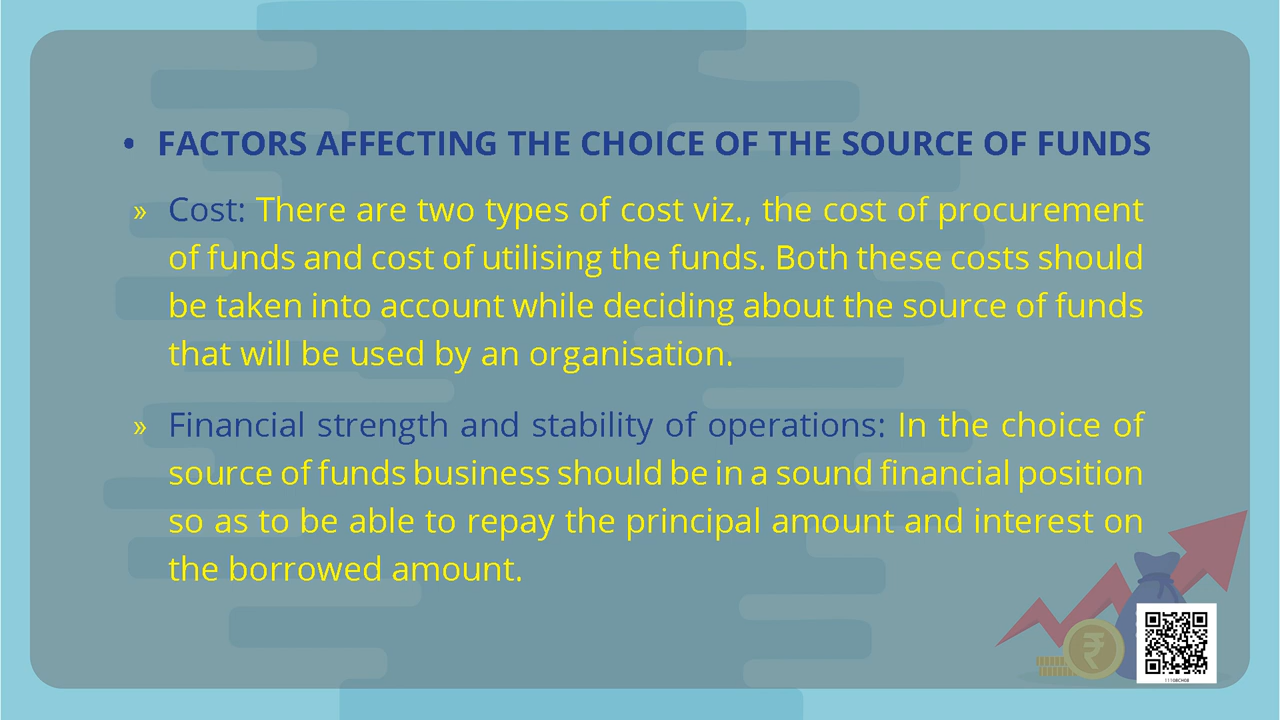 • FACTORS AFFECTING THE CHOICE OF THE SOURCE OF FUNDS
» Cost: There are two types of cost viz., the cost of procurement
of funds and cost of utilising the funds. Both these costs should
be taken into account while deciding about the source of funds
that will be used by an organisation.
» Financial strength and stability of operations: In the choice of
source of funds business should be in a sound financial position
so as to be able to repay the principal amount and interest on
the borrowed amount.
₹
11108CH08